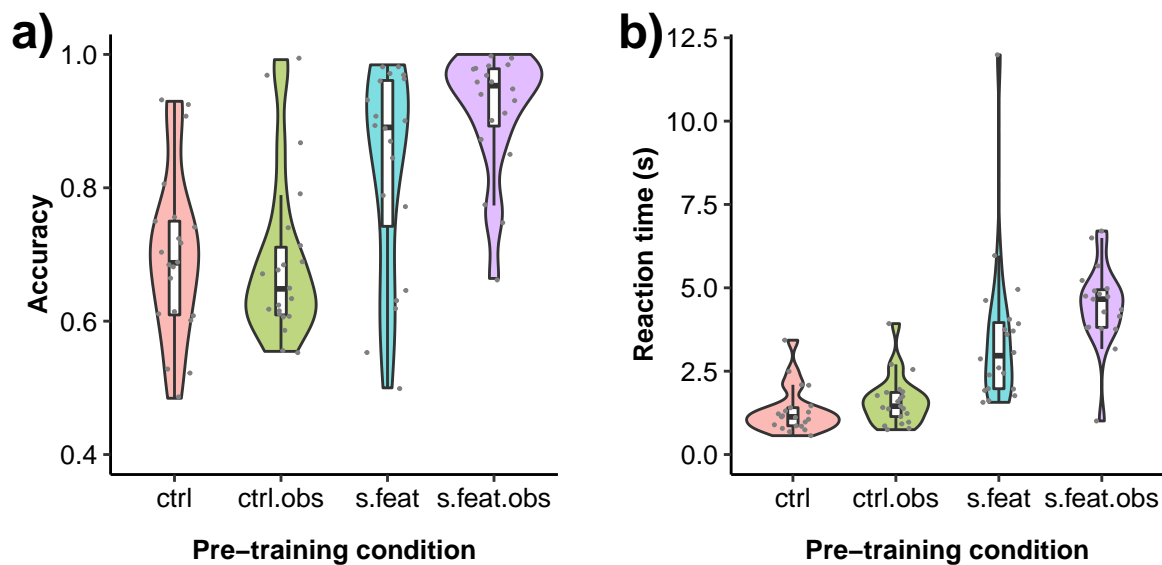 a)
Accuracy
1.0
0.8
0.6
0.4
ctrl
ctrl.obs
s.feat
s.feat.obs
Pre−training condition
b)
Reaction time (s)
12.5
10.0
7.5
5.0
2.5
0.0
ctrl
ctrl.obs
s.feat
s.feat.obs
Pre−training condition